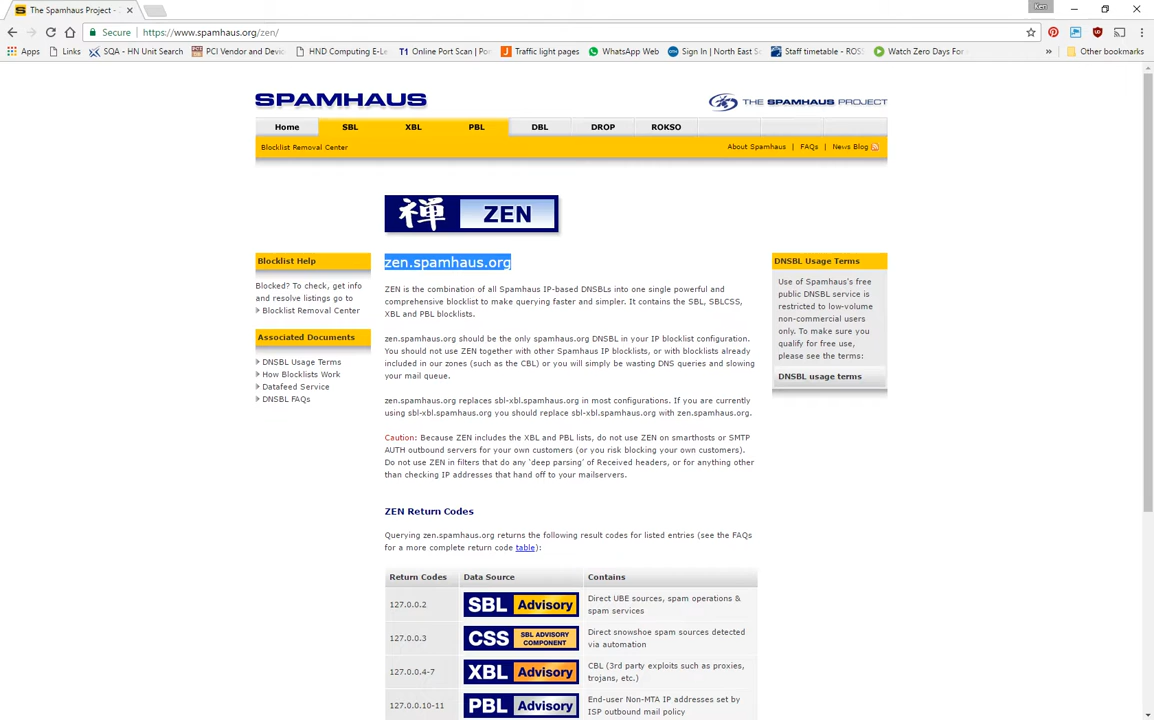 The Spamhaus Project -
Ken
Secure | https://www.spamhaus.org/zen/
Apps Links SQA - HN Unit Search PCI Vendor and Devic HND Computing E-Le T1 Online Port Scan | Po Traffic light pages WhatsApp Web Sign In | North East S Staff timetable - ROSS Watch Zero Days For » Other bookmarks
SPAMHAUS THE SPAMHAUS PROJECT
Home SBL XBL PBL DBL DROP ROKSO
Blocklist Removal Center About Spamhaus | FAQs | News Blog
禅 ZEN
Blocklist Help
Blocked? To check, get info
and resolve listings go to
Blocklist Removal Center
Associated Documents
DNSBL Usage Terms
How Blocklists Work
Datafeed Service
DNSBL FAQs
zen.spamhaus.org
ZEN is the combination of all Spamhaus IP-based DNSBLs into one single powerful and
comprehensive blocklist to make querying faster and simpler. It contains the SBL, SBLCSS,
XBL and PBL blocklists.
zen.spamhaus.org should be the only spamhaus.org DNSBL in your IP blocklist configuration.
You should not use ZEN together with other Spamhaus IP blocklists, or with blocklists already
included in our zones (such as the CBL) or you will simply be wasting DNS queries and slowing
your mail queue.
zen.spamhaus.org replaces sbl-xbl.spamhaus.org in most configurations. If you are currently
using sbl-xbl.spamhaus.org you should replace sbl-xbl.spamhaus.org with zen.spamhaus.org.
Caution: Because ZEN includes the XBL and PBL lists, do not use ZEN on smarthosts or SMTP
AUTH outbound servers for your own customers (or you risk blocking your own customers).
Do not use ZEN in filters that do any 'deep parsing' of Received headers, or for anything other
than checking IP addresses that hand off to your mailservers.
ZEN Return Codes
Querying zen.spamhaus.org returns the following result codes for listed entries (see the FAQs
for a more complete return code table):
Return Codes Data Source Contains
127.0.0.2 SBL Advisory Direct UBE sources, spam operations &
spam services
127.0.0.3 CSS SBL ADVISORY COMPONENT Direct snowshoe spam sources detected
via automation
127.0.0.4-7 XBL Advisory CBL (3rd party exploits such as proxies,
trojans, etc.)
127.0.0.10-11 PBL Advisory End-user Non-MTA IP addresses set by
ISP outbound mail policy
DNSBL Usage Terms
Use of Spamhaus's free
public DNSBL service is
restricted to low-volume
non-commercial users
only. To make sure you
qualify for free use,
please see the terms:
DNSBL usage terms